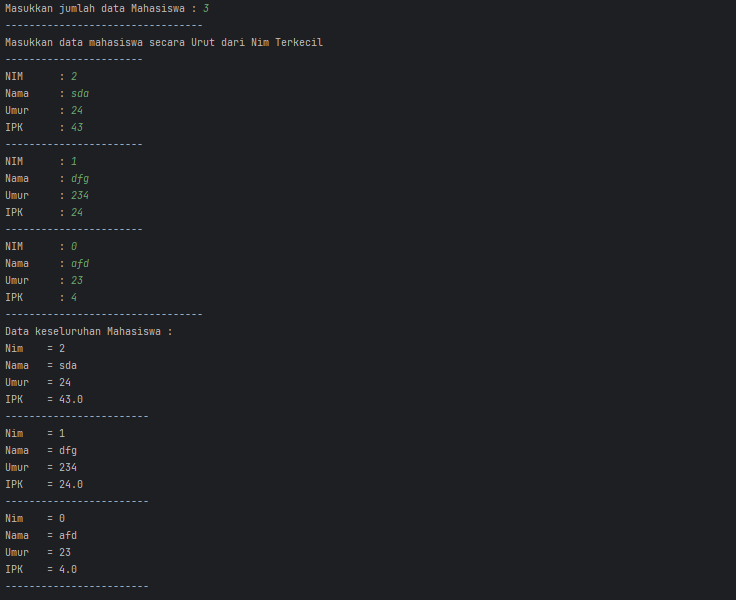 Masukkan jumlah data Mahasiswa : 3
---------------------------------
Masukkan data mahasiswa secara Urut dari Nim Terkecil
-----------------------
NIM      : 2
Nama     : sda
Umur     : 24
IPK      : 43
-----------------------
NIM      : 1
Nama     : dfg
Umur     : 234
IPK      : 24
-----------------------
NIM      : 0
Nama     : afd
Umur     : 23
IPK      : 4
---------------------------------
Data keseluruhan Mahasiswa :
Nim    = 2
Nama   = sda
Umur   = 24
IPK    = 43.0
------------------------
Nim    = 1
Nama   = dfg
Umur   = 234
IPK    = 24.0
------------------------
Nim    = 0
Nama   = afd
Umur   = 23
IPK    = 4.0
------------------------